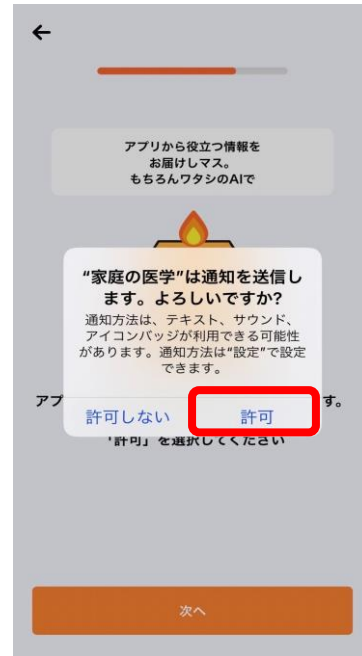 アプリから役立つ情報を
お届けしマス。
もちろんワタシのAIで
“家庭の医学”は通知を送信し
ます。よろしいですか?
通知方法は、テキスト、サウンド、
アイコンバッジが利用できる可能性
があります。通知方法は“設定”で設定
できます。
アプ
す。
許可しない
許可
「許可」を選択してください
次へ